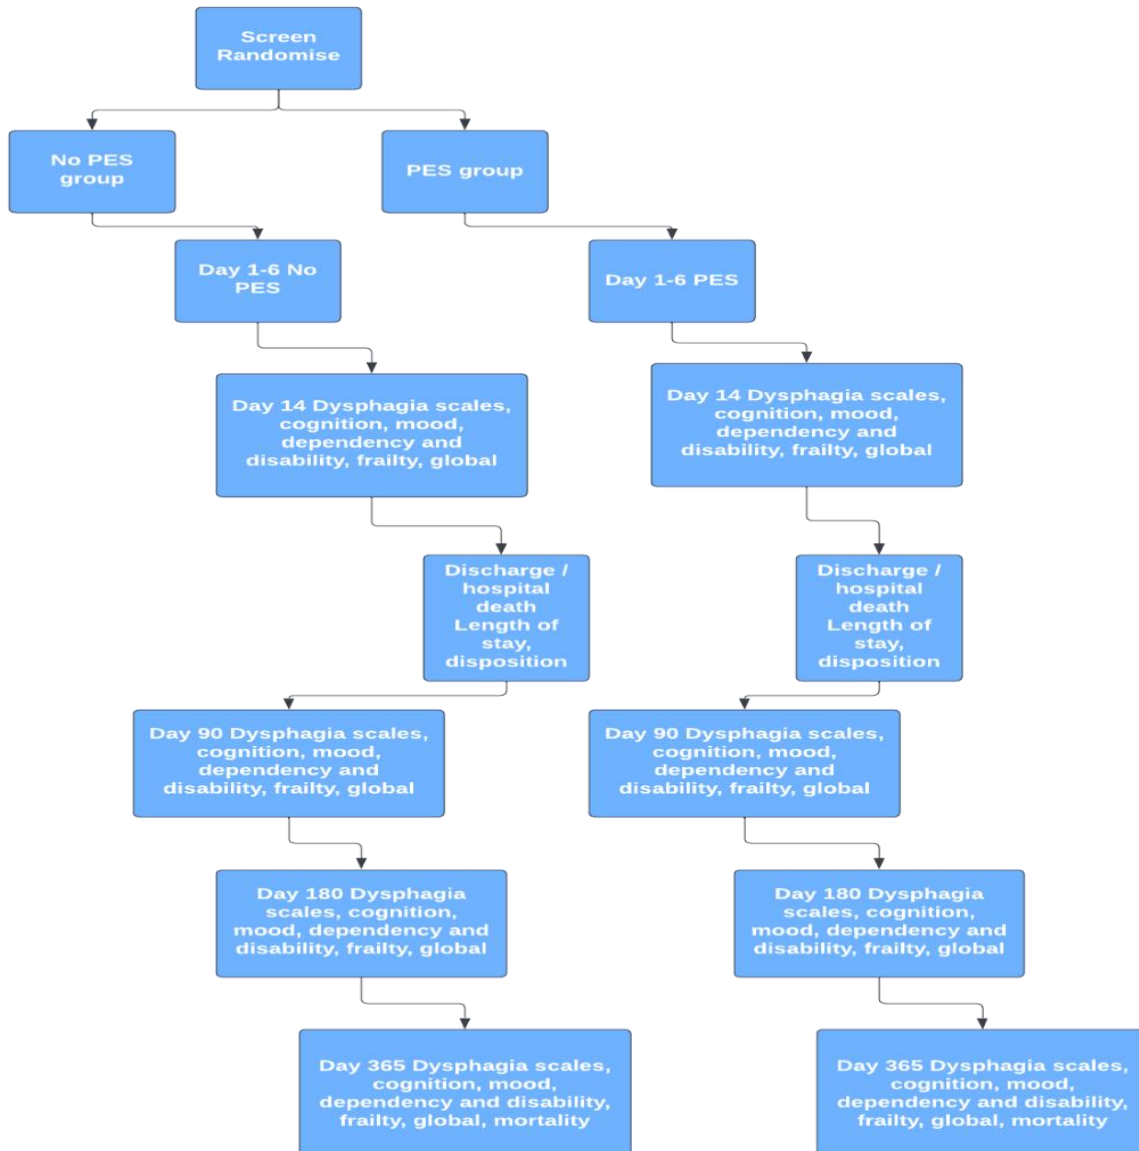 Screen
Randomise
No PES
group
PES group
Day 1-6 No
PES
Day 1-6 PES
Day 14 Dysphagia scales,
cognition, mood,
dependency and
disability, frailty, global
Day 14 Dysphagia scales,
cognition, mood,
dependency and
disability, frailty, global
Discharge /
hospital
death
Length of
stay,
disposition
Discharge /
hospital
death
Length of
stay,
disposition
Day 90 Dysphagia scales,
cognition, mood,
dependency and
disability, frailty, global
Day 90 Dysphagia scales,
cognition, mood,
dependency and
disability, frailty, global
Day 180 Dysphagia
scales, cognition,
mood, dependency and
disability, frailty, global
Day 180 Dysphagia
scales, cognition,
mood, dependency and
disability, frailty, global
Day 365 Dysphagia scales,
cognition, mood,
dependency and disability,
frailty, global, mortality
Day 365 Dysphagia scales,
cognition, mood,
dependency and disability,
frailty, global, mortality